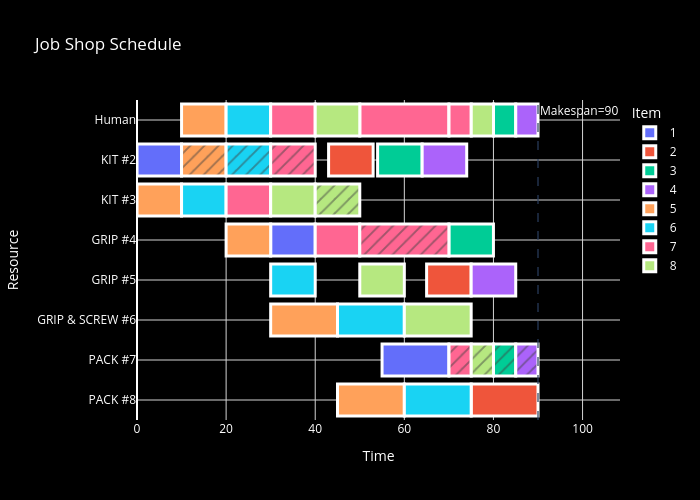 Job Shop Schedule
Makespan=90
Item
1
2
3
4
5
6
7
8
Resource
Human
KIT #2
KIT #3
GRIP #4
GRIP #5
GRIP & SCREW #6
PACK #7
PACK #8
0 20 40 60 80 100
Time